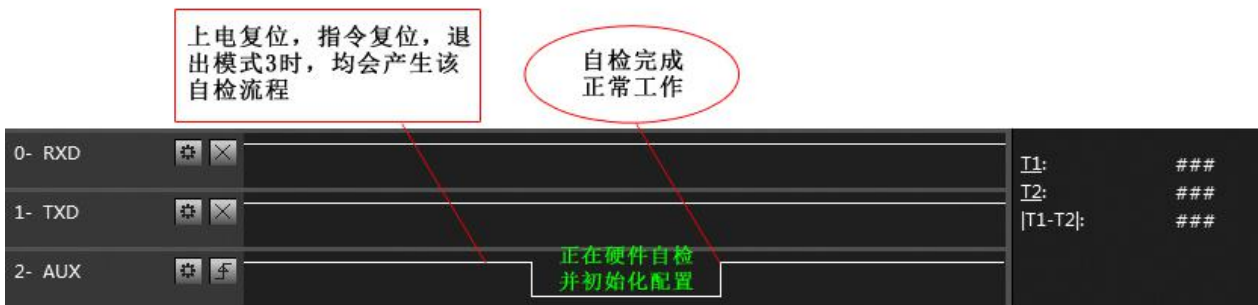 上电复位，指令复位，退
出模式3时，均会产生该
自检流程
自检完成
正常工作
0- RXD
1- TXD
2- AUX
正在硬件自检
并初始化配置
T1: ###
T2: ###
|T1-T2|: ###